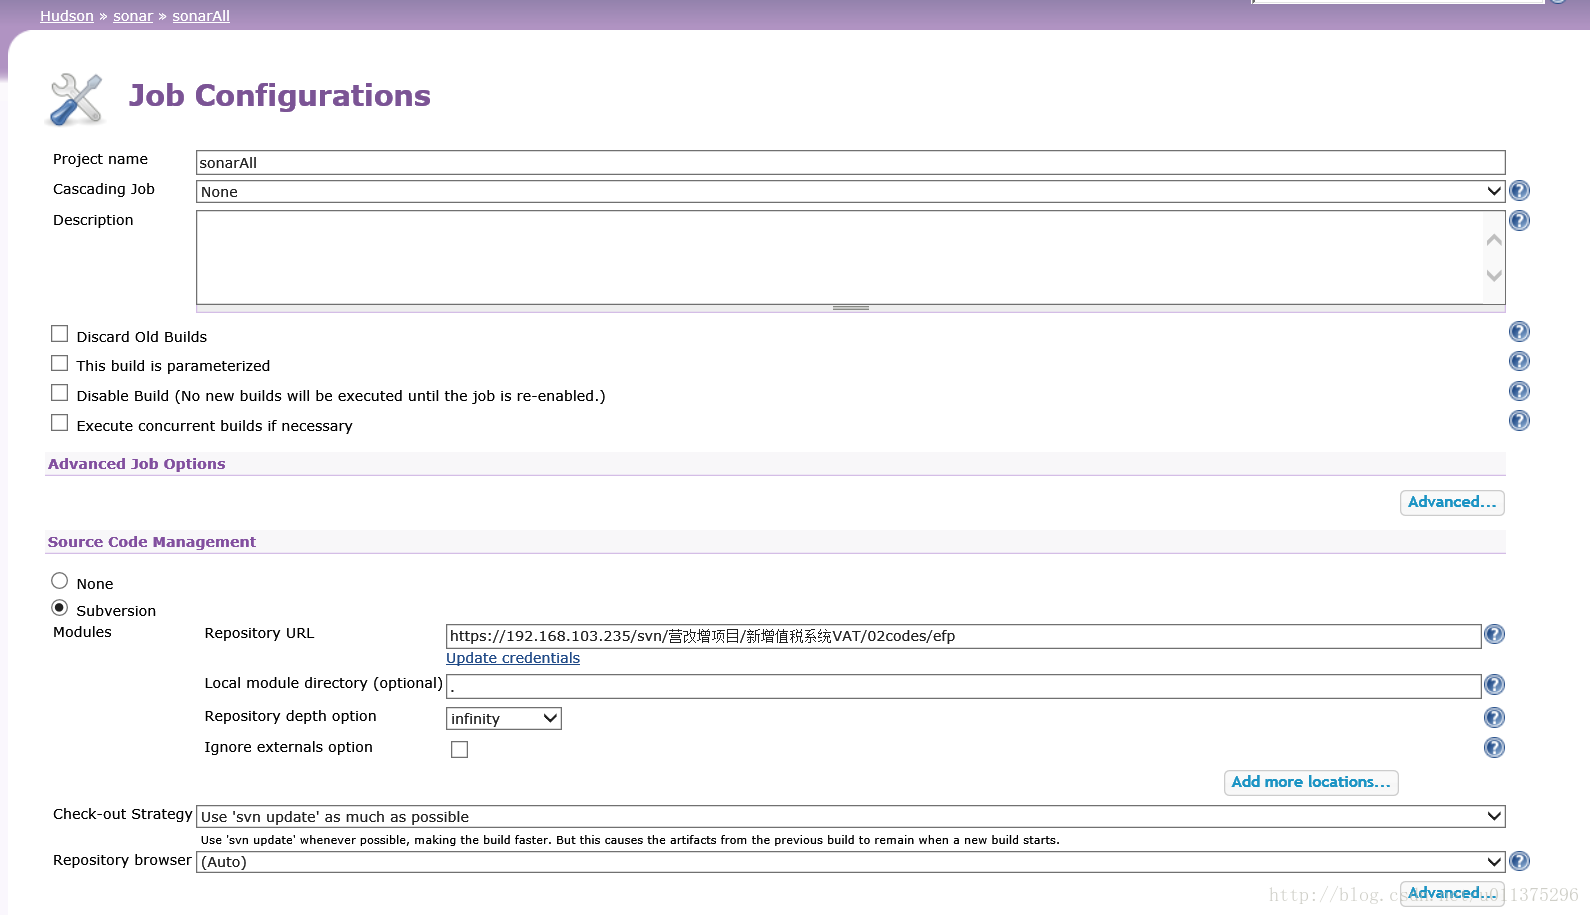 Hudson » sonar » sonarAll
Job Configurations
Project name
sonarAll
Cascading Job
None
Description
Discard Old Builds
This build is parameterized
Disable Build (No new builds will be executed until the job is re-enabled.)
Execute concurrent builds if necessary
Advanced Job Options
Advanced...
Source Code Management
None
Subversion
Modules
Repository URL
https://192.168.103.235/svn/营改增项目/新增值税系统VAT/02codes/efp
Update credentials
Local module directory (optional)
.
Repository depth option
infinity
Ignore externals option
Add more locations...
Check-out Strategy
Use 'svn update' as much as possible
Use 'svn update' whenever possible, making the build faster. But this causes the artifacts from the previous build to remain when a new build starts.
Repository browser
(Auto)
Advanced...
http://blog.csdn.net/u011375296